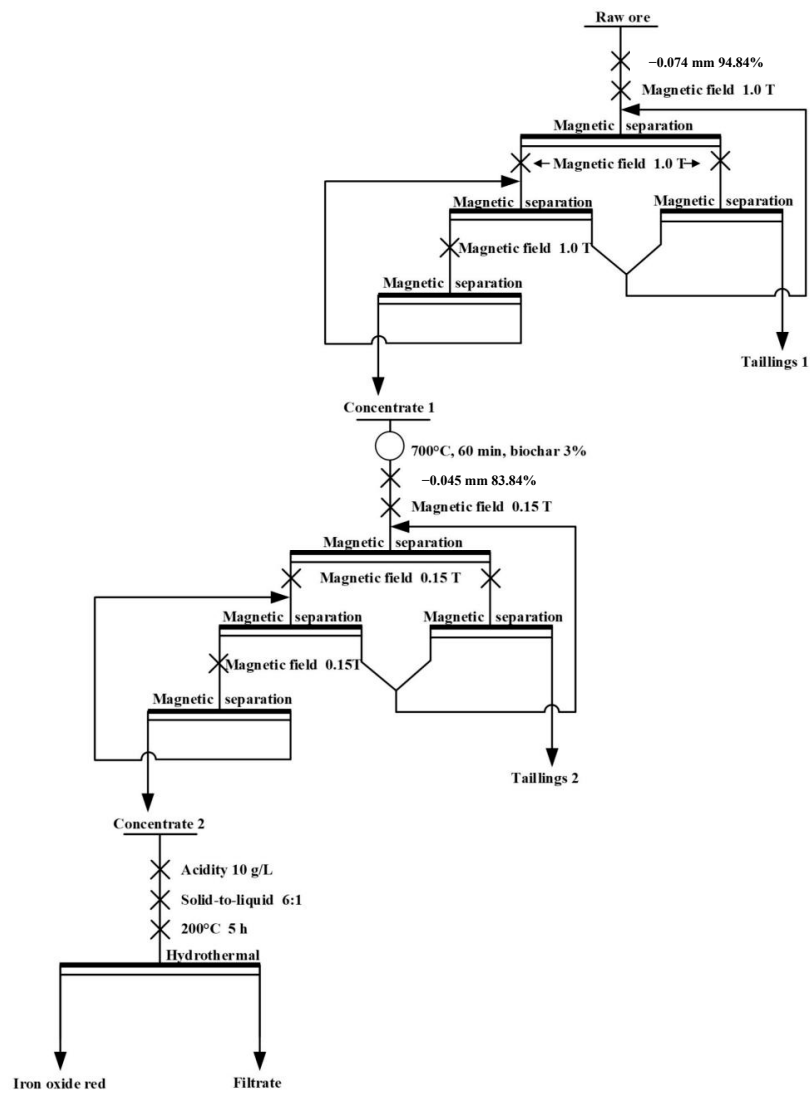 Raw ore
−0.074 mm 94.84%
Magnetic field 1.0 T
Magnetic separation
Magnetic field 1.0 T
Magnetic separation
Magnetic separation
Magnetic field 1.0 T
Magnetic separation
Taillings 1
Concentrate 1
700°C, 60 min, biochar 3%
−0.045 mm 83.84%
Magnetic field 0.15 T
Magnetic separation
Magnetic field 0.15 T
Magnetic separation
Magnetic separation
Magnetic field 0.15T
Magnetic separation
Taillings 2
Concentrate 2
Acidity 10 g/L
Solid-to-liquid 6:1
200°C 5 h
Hydrothermal
Iron oxide red
Filtrate